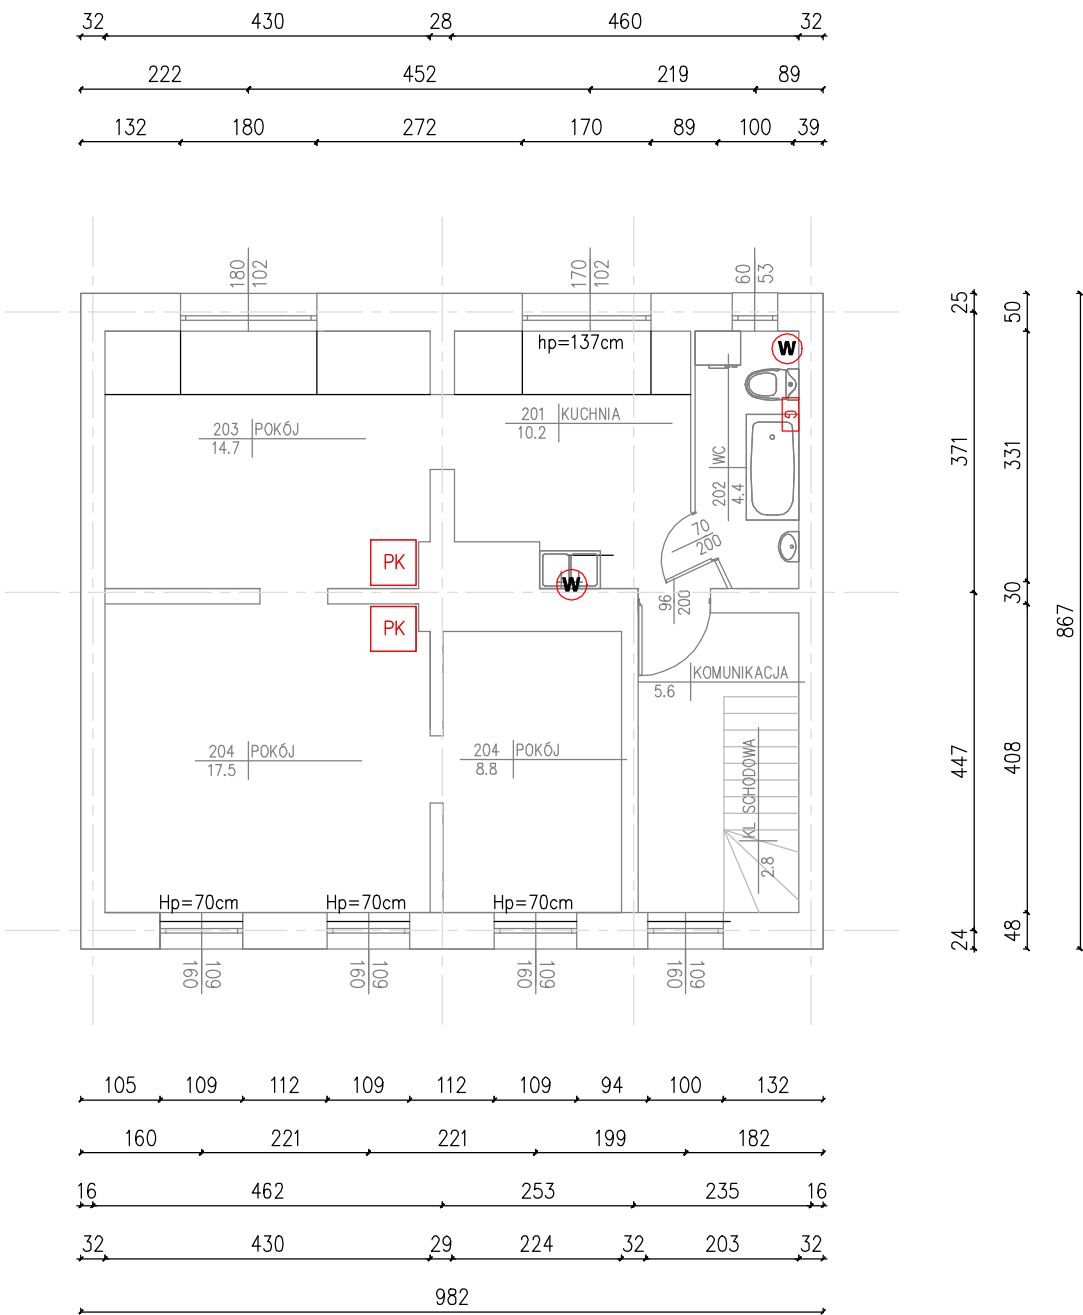 32 430 28 460 32
222 452 219 89
132 180 272 170 89 100 39
180
102
170
102
60
53
hp=137cm
W
G
203 POKÓJ
14.7
201 KUCHNIA
10.2
202 WC
4.4
70
200
PK
W
96
200
PK
KOMUNIKACJA
5.6
204 POKÓJ
17.5
204 POKÓJ
8.8
KL SCHODOWA
2.8
Hp=70cm
Hp=70cm
Hp=70cm
109
160
109
160
109
160
109
160
25
371
30
447
24
50
331
408
48
867
105 109 112 109 112 109 94 100 132
160 221 221 199 182
16 462 253 235 16
32 430 29 224 32 203 32
982